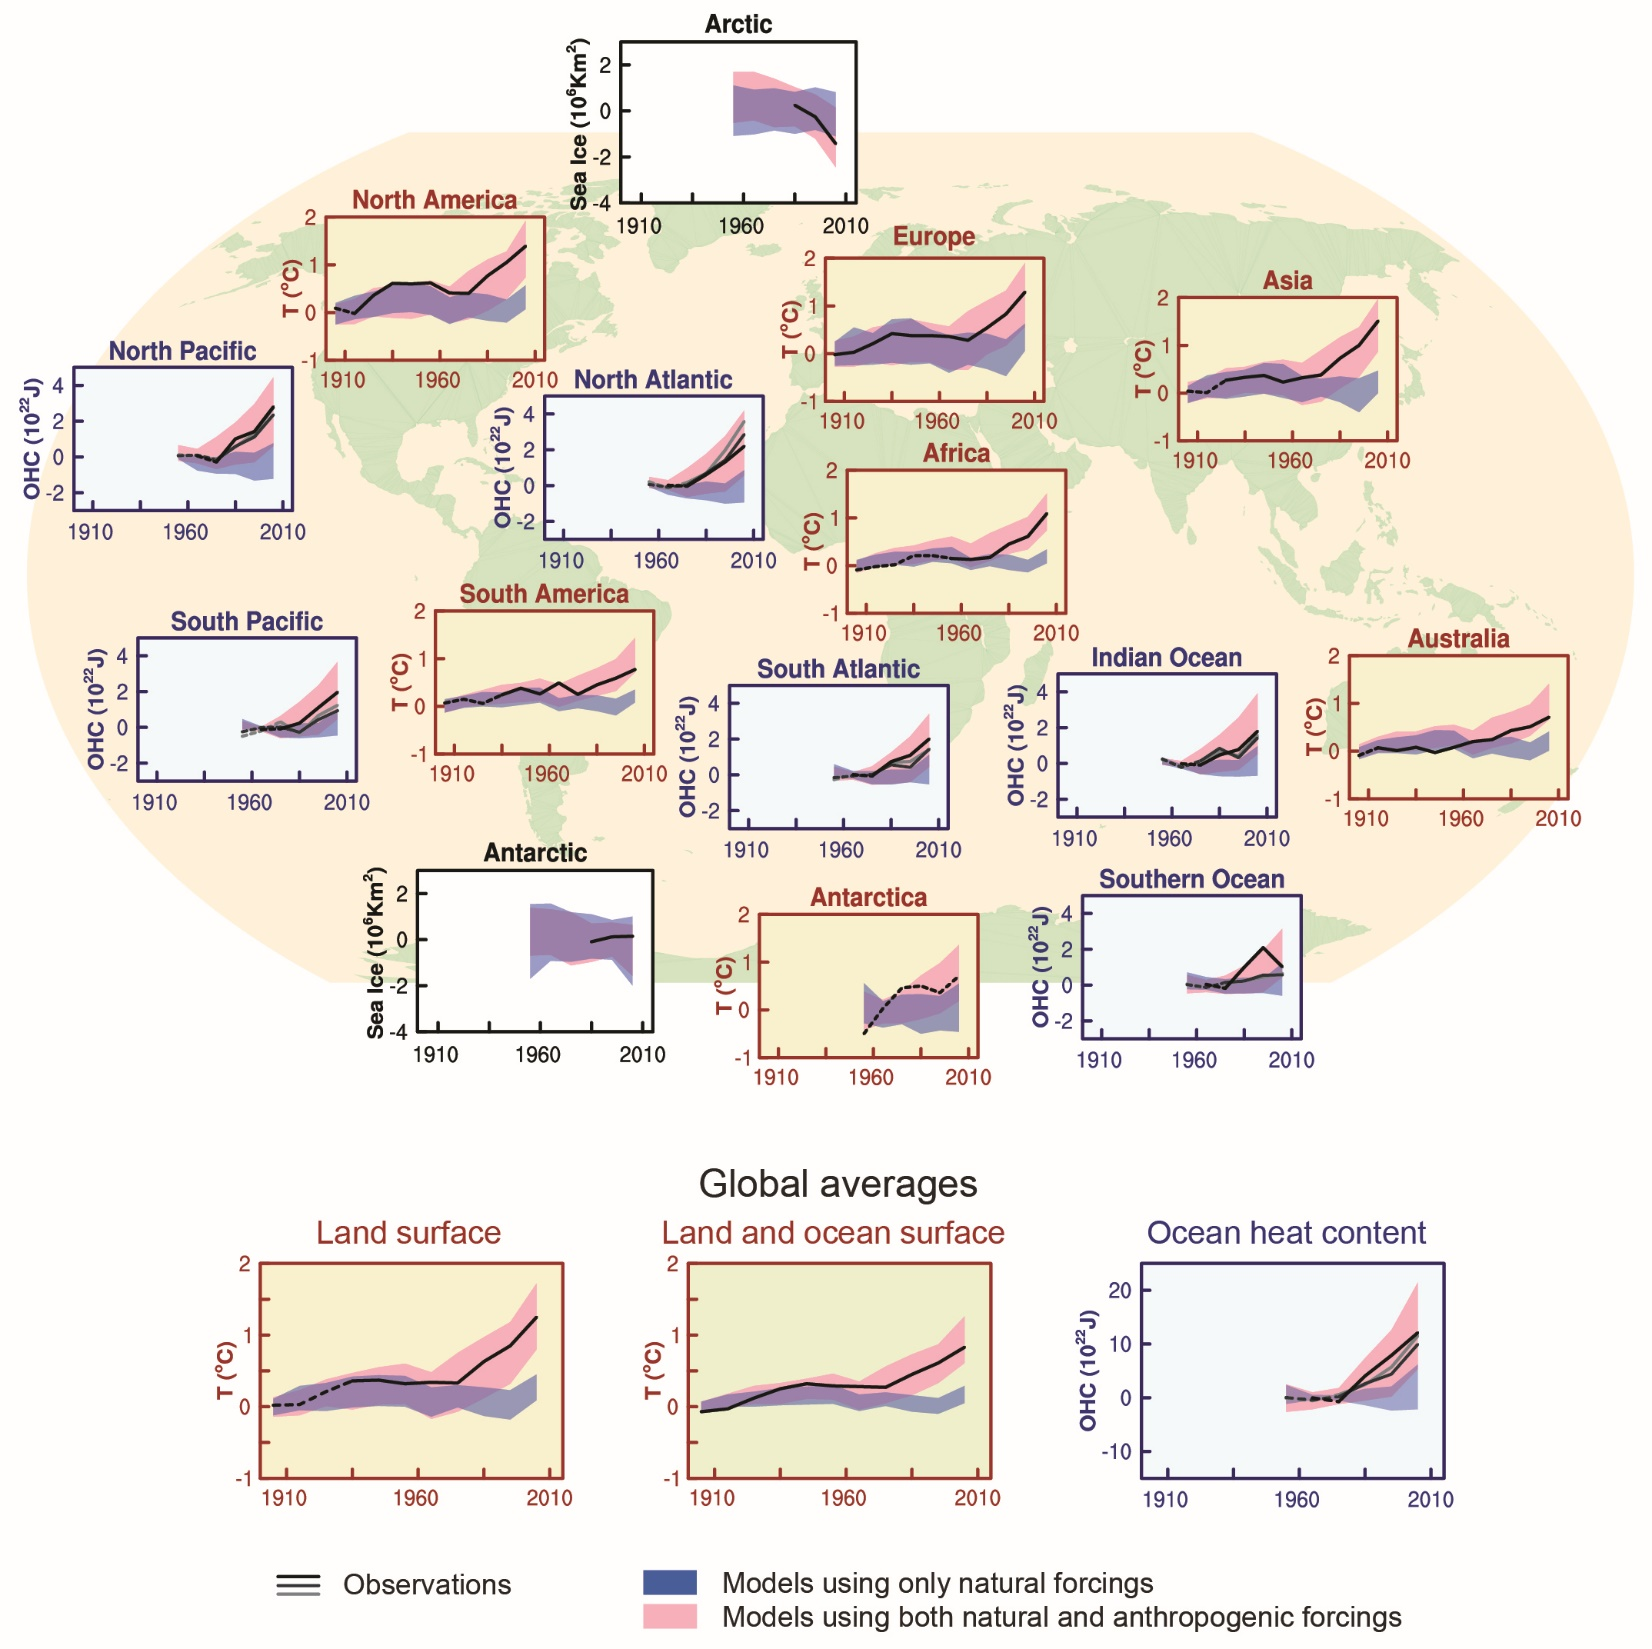 Arctic
Sea Ice (10⁶Km²)
2
0
-2
-4
1910 1960 2010
North America
T (°C)
2
1
0
-1
1910 1960 2010
Europe
T (°C)
2
1
0
-1
1910 1960 2010
Asia
T (°C)
2
1
0
-1
1910 1960 2010
North Pacific
OHC (10²²J)
4
2
0
-2
1910 1960 2010
North Atlantic
OHC (10²²J)
4
2
0
-2
1910 1960 2010
Africa
T (°C)
2
1
0
-1
1910 1960 2010
South Pacific
OHC (10²²J)
4
2
0
-2
1910 1960 2010
South America
T (°C)
2
1
0
-1
1910 1960 2010
South Atlantic
OHC (10²²J)
4
2
0
-2
1910 1960 2010
Indian Ocean
OHC (10²²J)
4
2
0
-2
1910 1960 2010
Australia
T (°C)
2
1
0
-1
1910 1960 2010
Antarctic
Sea Ice (10⁶Km²)
2
0
-2
-4
1910 1960 2010
Antarctica
T (°C)
2
1
0
-1
1910 1960 2010
Southern Ocean
OHC (10²²J)
4
2
0
-2
1910 1960 2010
Global averages
Land surface
T (°C)
2
1
0
-1
1910 1960 2010
Land and ocean surface
T (°C)
2
1
0
-1
1910 1960 2010
Ocean heat content
OHC (10²²J)
20
10
0
-10
1910 1960 2010
Observations
Models using only natural forcings
Models using both natural and anthropogenic forcings